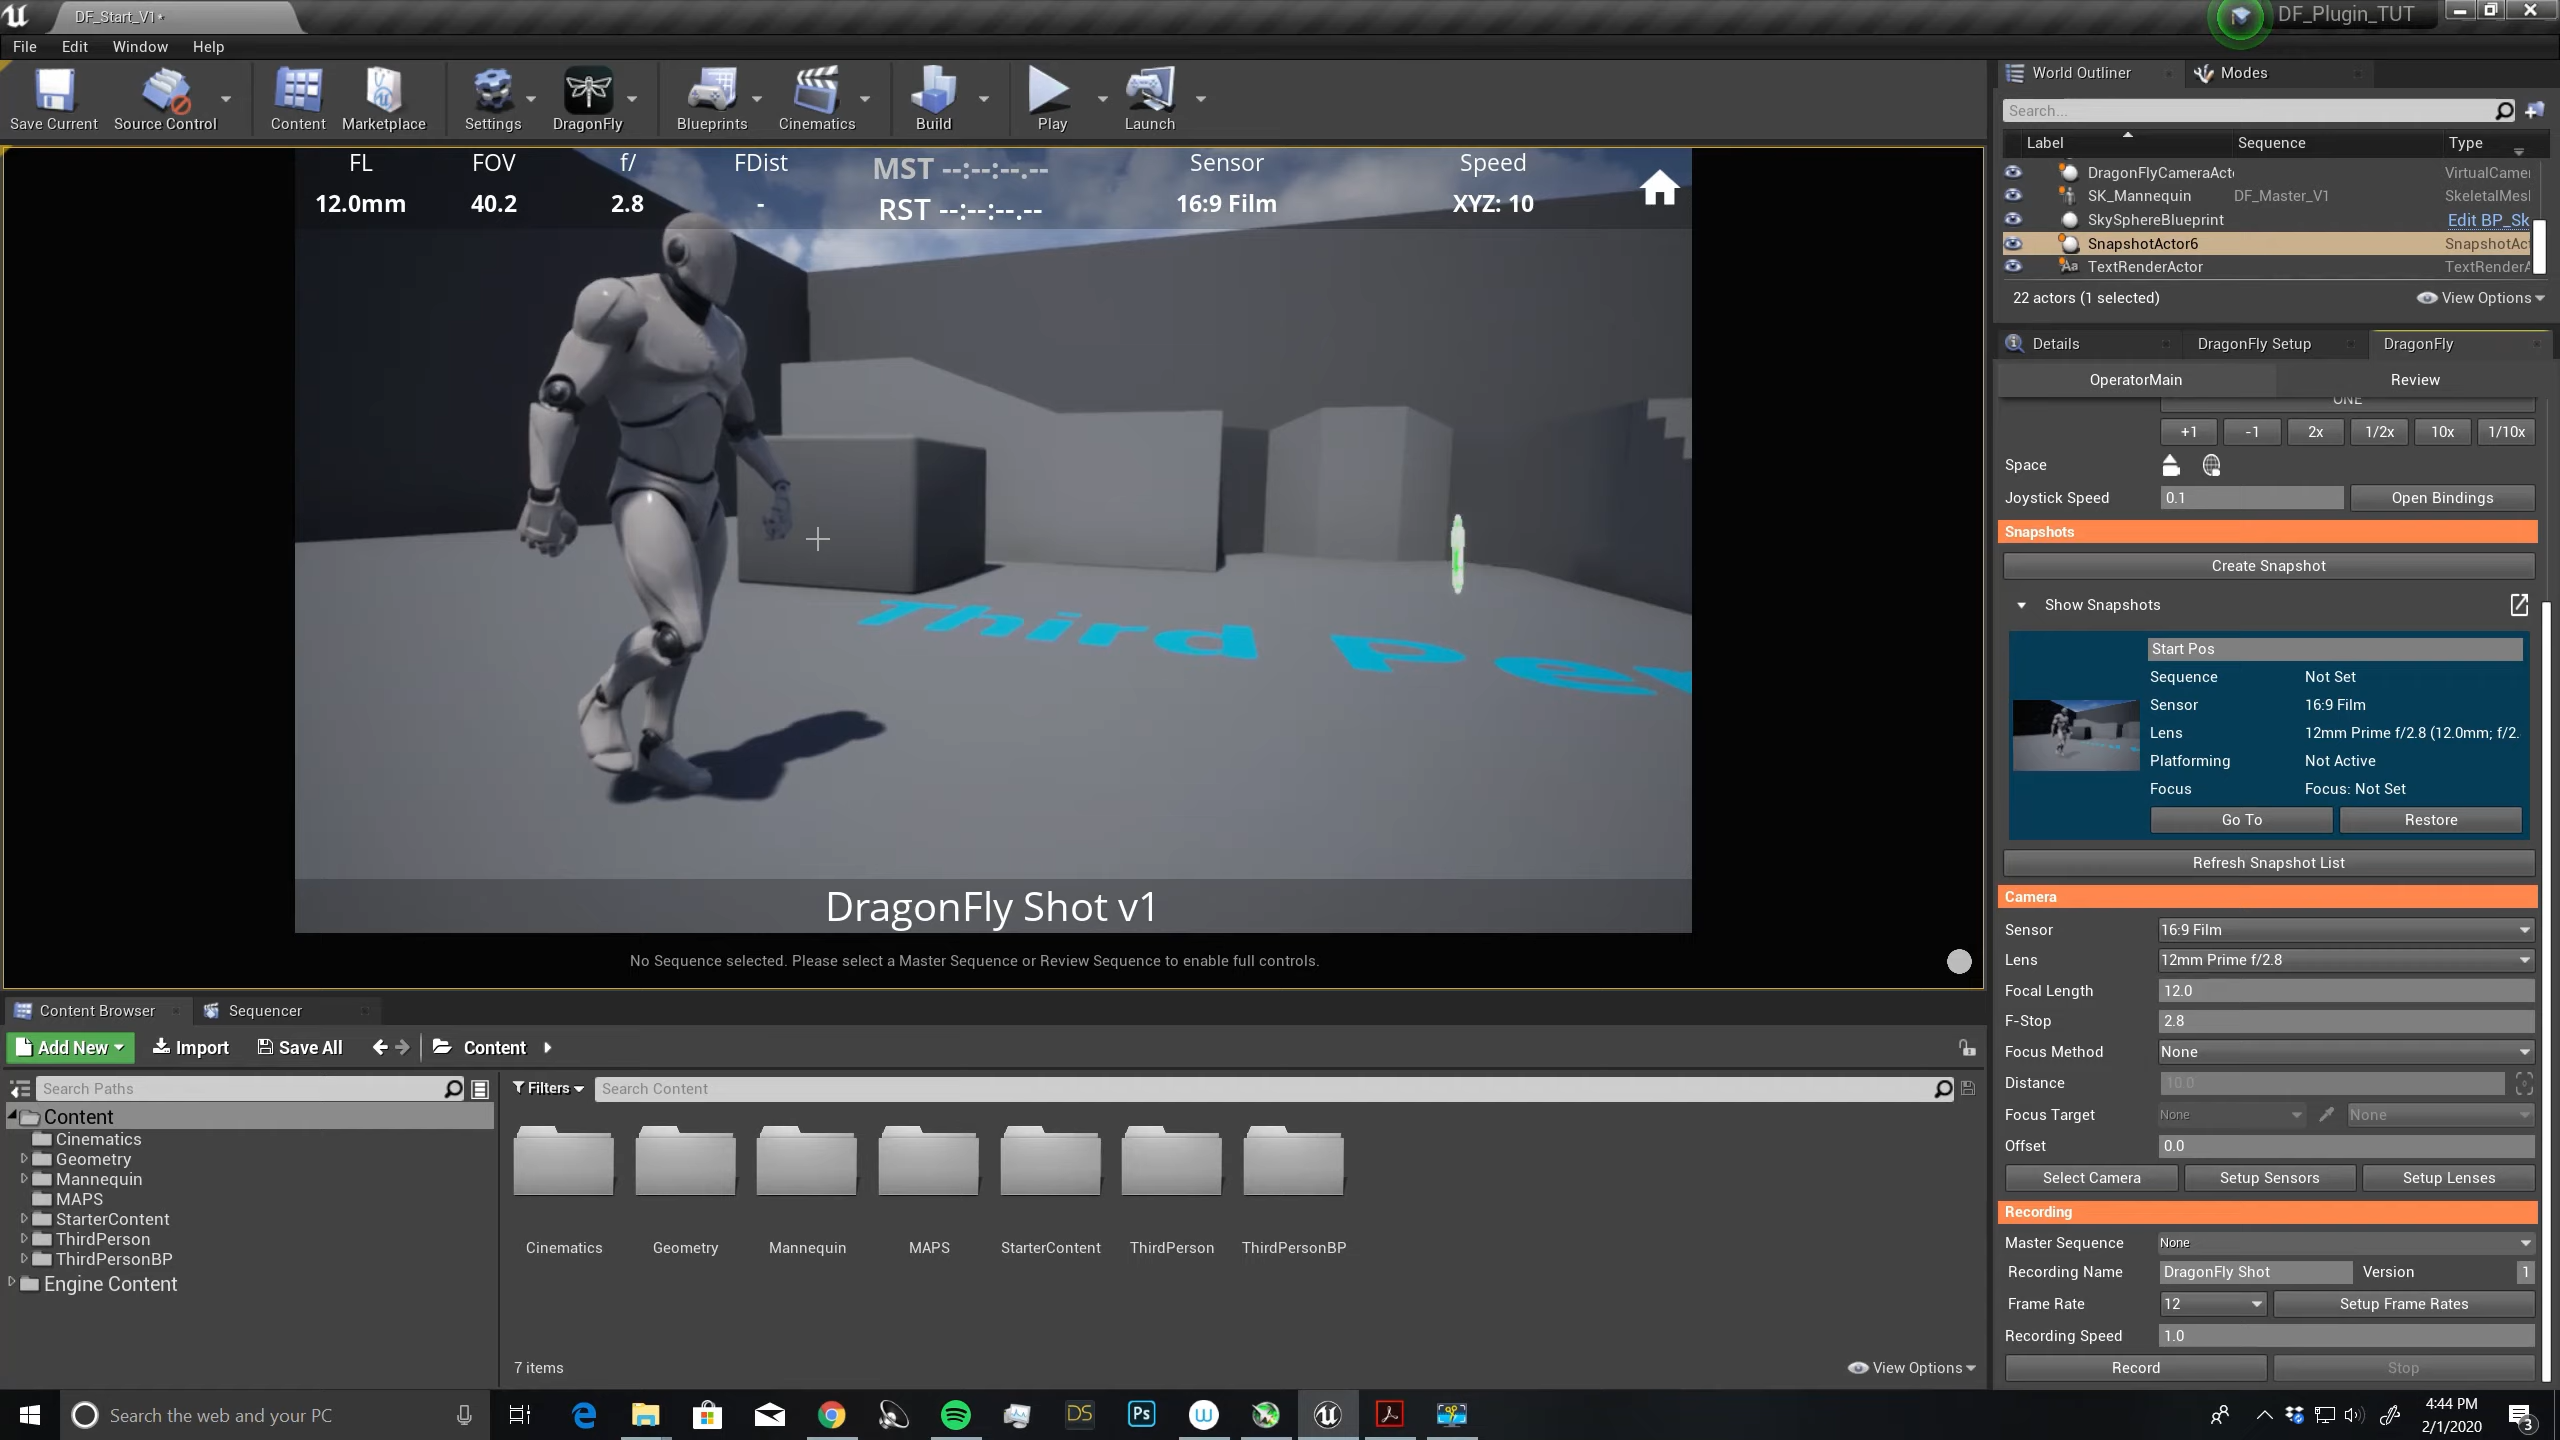 DF_Start_V1*
DF_Plugin_TUT
File Edit Window Help
Save Current Source Control Content Marketplace Settings DragonFly Blueprints Cinematics Build Play Launch
FL FOV f/ FDist MST --:--:--.-- Sensor Speed
12.0mm 40.2 2.8 - RST --:--:--.-- 16:9 Film XYZ: 10
Third Pe
DragonFly Shot v1
No Sequence selected. Please select a Master Sequence or Review Sequence to enable full controls.
World Outliner Modes
Search...
Label Sequence Type
DragonFlyCameraActo VirtualCame
SK_Mannequin DF_Master_V1 SkeletalMes
SkySphereBlueprint Edit BP_Sk
SnapshotActor6 SnapshotAct
TextRenderActor TextRenderA
22 actors (1 selected) View Options
Details DragonFly Setup DragonFly
OperatorMain Review
ONE
+1 -1 2x 1/2x 10x 1/10x
Space
Joystick Speed 0.1 Open Bindings
Snapshots
Create Snapshot
Show Snapshots
Start Pos
Sequence Not Set
Sensor 16:9 Film
Lens 12mm Prime f/2.8 (12.0mm; f/2.
Platforming Not Active
Focus Focus: Not Set
Go To Restore
Refresh Snapshot List
Camera
Sensor 16:9 Film
Lens 12mm Prime f/2.8
Focal Length 12.0
F-Stop 2.8
Focus Method None
Distance 10.0
Focus Target None None
Offset 0.0
Select Camera Setup Sensors Setup Lenses
Recording
Master Sequence None
Recording Name DragonFly Shot Version 1
Frame Rate 12 Setup Frame Rates
Recording Speed 1.0
Record Stop
Content Browser Sequencer
Add New Import Save All Content
Search Paths Filters Search Content
Content
Cinematics
Geometry
Mannequin
MAPS
StarterContent
ThirdPerson
ThirdPersonBP
Engine Content
Cinematics Geometry Mannequin MAPS StarterContent ThirdPerson ThirdPersonBP
7 items View Options
Search the web and your PC
DS
Ps
W
4:44 PM
2/1/2020
3